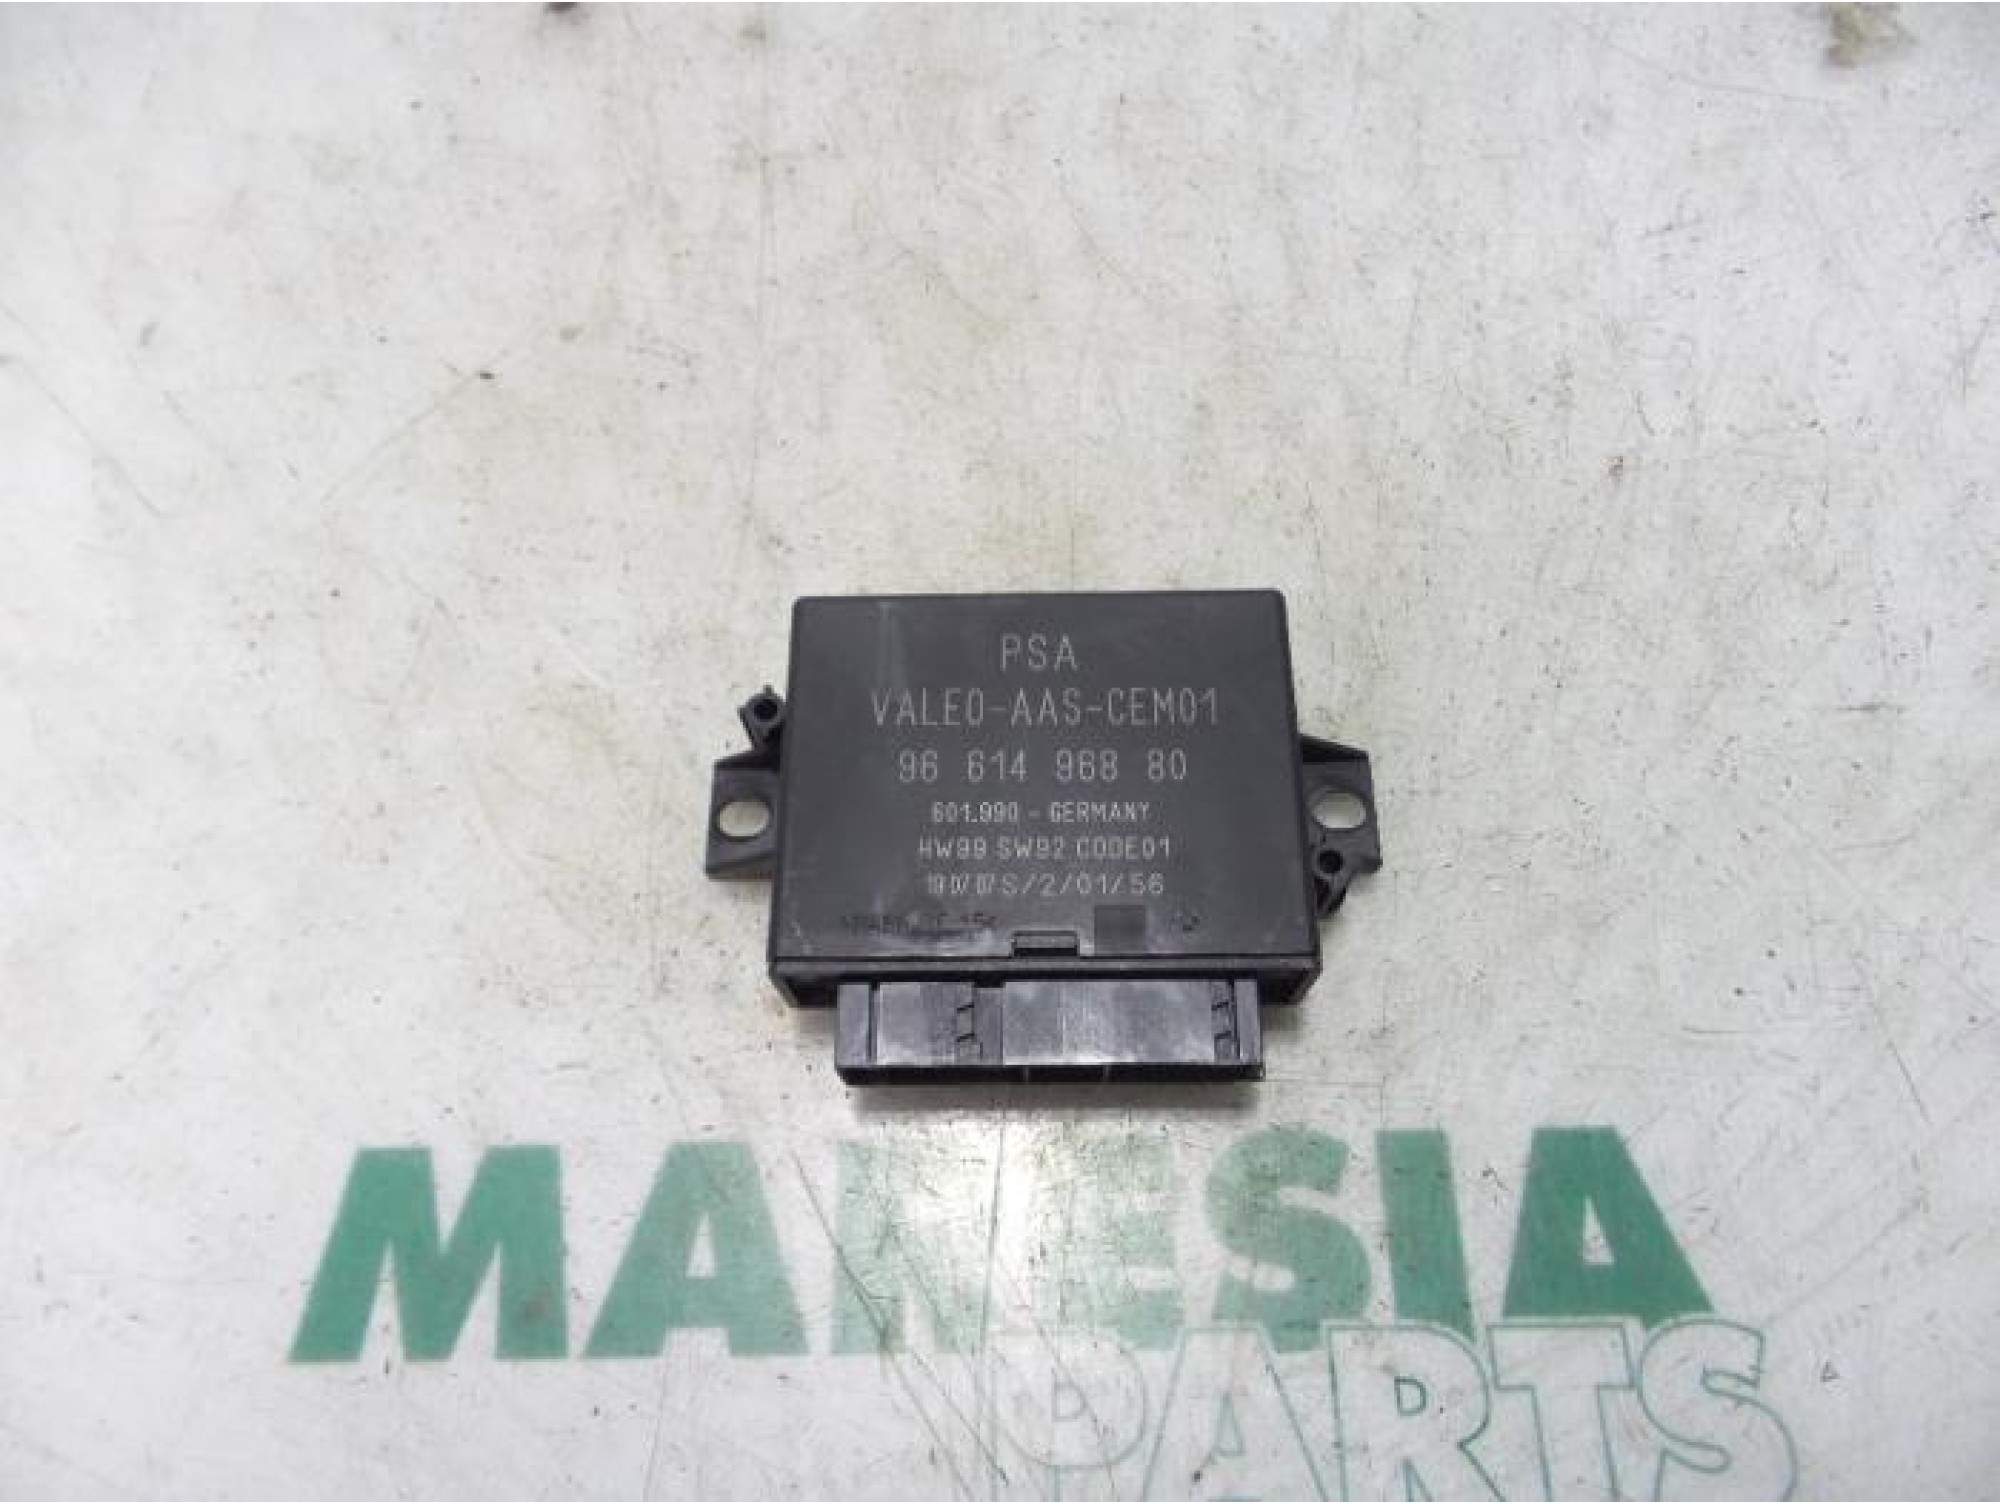 PSA
VALEO-AAS-CEM01
96 614 968 80
601.990 - GERMANY
HW99 SW92 CODE01
19 07/07 S/2/01/56
MARESIA
PARTS